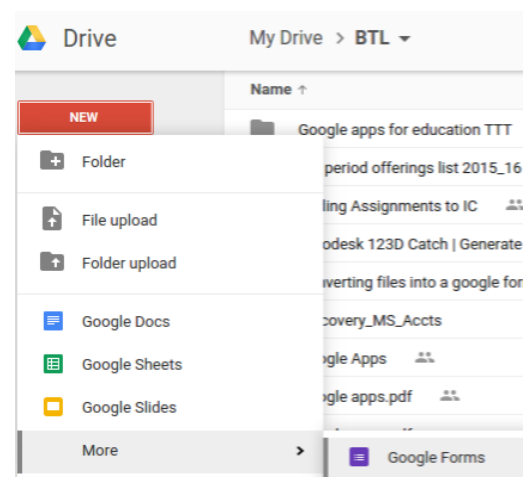 Drive
My Drive > BTL
Name ↑
NEW
Google apps for education TTT
Folder
period offerings list 2015_16
File upload
ling Assignments to IC
Folder upload
odesk 123D Catch | Generate
verting files into a google for
Google Docs
covery_MS_Accts
Google Sheets
gle Apps
Google Slides
gle apps.pdf
More
Google Forms